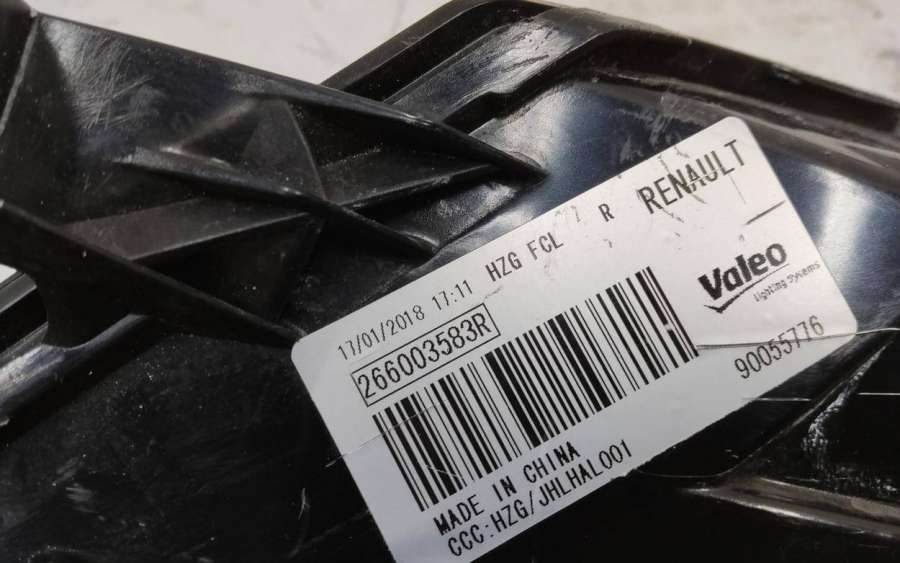 17/01/2018 17:11 HZG FCL R RENAULT
266003583R
Valeo
Lighting Systems
90055776
MADE IN CHINA
CCC:HZG/JHLHAL001